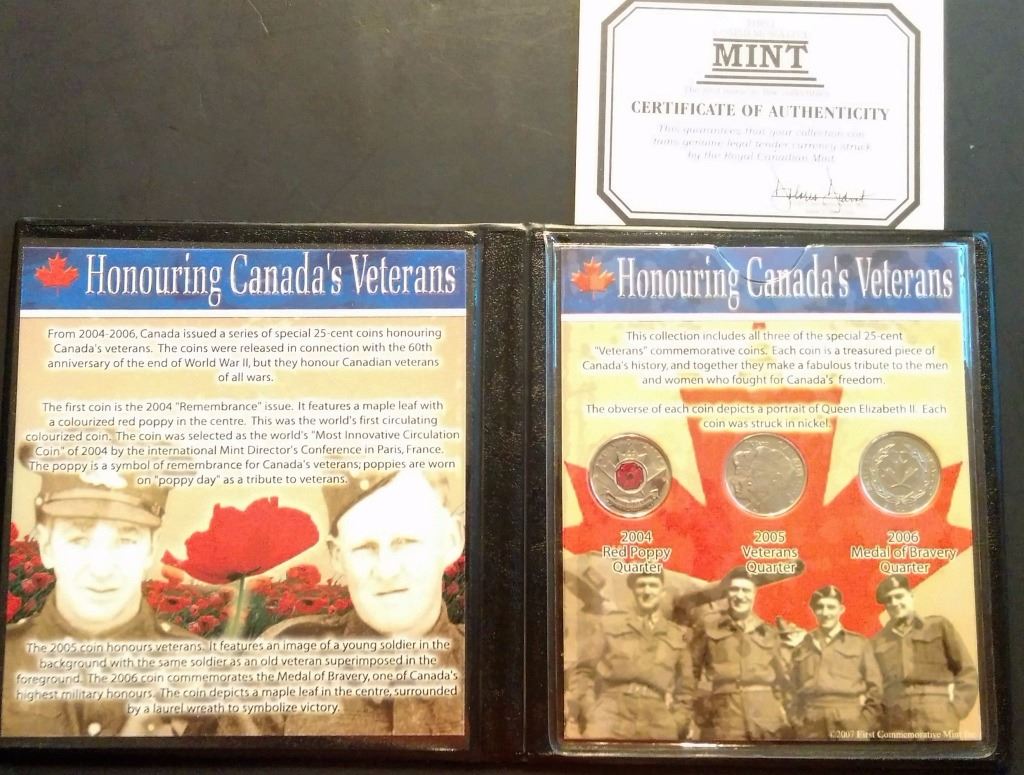 MINT
CERTIFICATE OF AUTHENTICITY
This guarantees that your collection con
tains genuine legal tender currency struck
by the Royal Canadian Mint.
Honouring Canada's Veterans
From 2004-2006, Canada issued a series of special 25-cent coins honouring
Canada's veterans. The coins were released in connection with the 60th
anniversary of the end of World War II, but they honour Canadian veterans
of all wars.
The first coin is the 2004 "Remembrance" issue. It features a maple leaf with
a colourized red poppy in the centre. This was the world's first circulating
colourized coin. The coin was selected as the world's "Most Innovative Circulation
Coin" of 2004 by the international Mint Director's Conference in Paris, France.
The poppy is a symbol of remembrance for Canada's veterans; poppies are worn
on "poppy day" as a tribute to veterans.
The 2005 coin honours veterans. It features an image of a young soldier in the
background with the same soldier as an old veteran superimposed in the
foreground. The 2006 coin commemorates the Medal of Bravery, one of Canada's
highest military honours. The coin depicts a maple leaf in the centre, surrounded
by a laurel wreath to symbolize victory.
Honouring Canada's Veterans
This collection includes all three of the special 25-cent
"Veterans" commemorative coins. Each coin is a treasured piece of
Canada's history, and together they make a fabulous tribute to the men
and women who fought for Canada's freedom.
The obverse of each coin depicts a portrait of Queen Elizabeth II. Each
coin was struck in nickel.
2004
Red Poppy
Quarter
2005
Veterans
Quarter
2006
Medal of Bravery
Quarter
©2007 First Commemorative Mint Inc